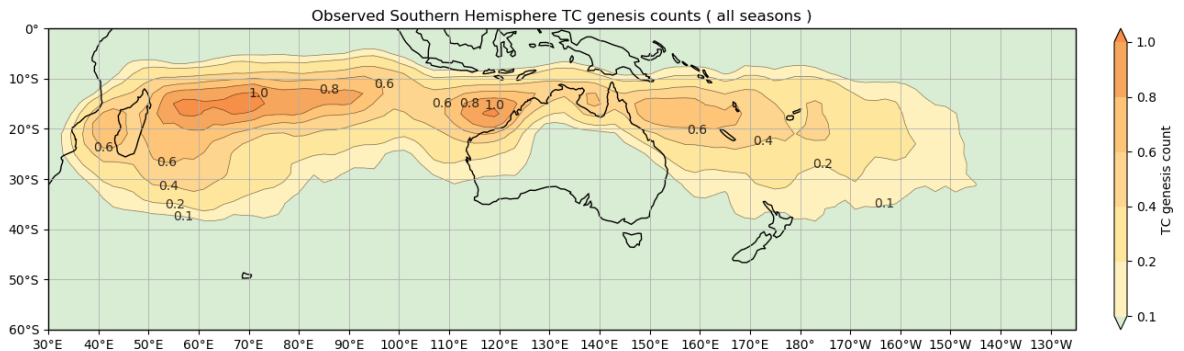 Observed Southern Hemisphere TC genesis counts ( all seasons )
0°
10°S
20°S
30°S
40°S
50°S
60°S
30°E 40°E 50°E 60°E 70°E 80°E 90°E 100°E 110°E 120°E 130°E 140°E 150°E 160°E 170°E 180°E 170°W 160°W 150°W 140°W 130°W
1.0 0.8 0.6 0.6 0.8 1.0
0.6 0.6 0.4
0.6 0.2
0.4
0.2 0.1
0.1
1.0
0.8
0.6
0.4
0.2
0.1
TC genesis count